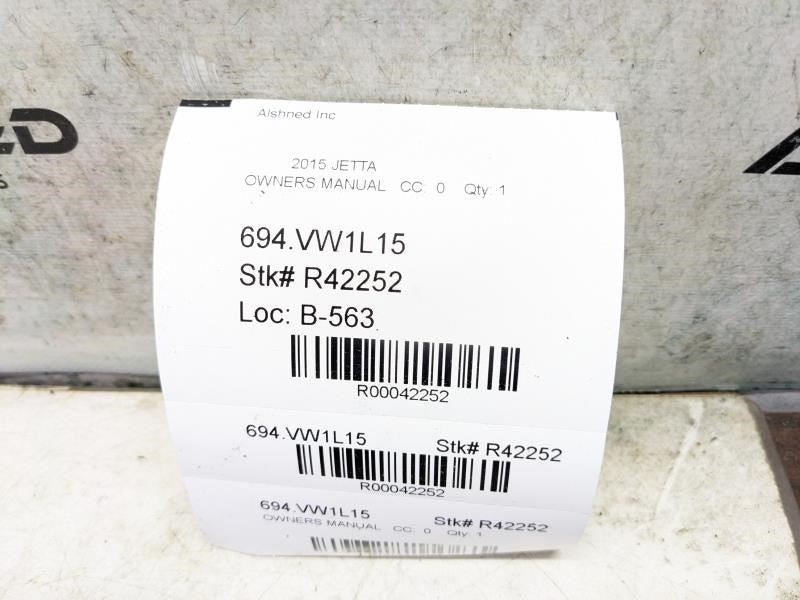 Alshned Inc
2015 JETTA
OWNERS MANUAL CC: 0 Qty: 1
694.VW1L15
Stk# R42252
Loc: B-563
R00042252
694.VW1L15 Stk# R42252
R00042252
694.VW1L15 Stk# R42252
OWNERS MANUAL CC: 0 Qty: 1